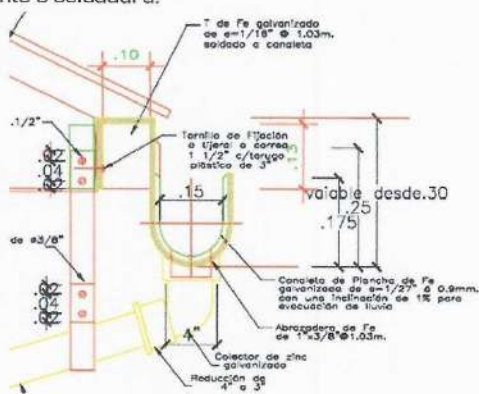 T de Fe galvanizado
de e=1/16" @ 1.03m.
soldado a canaleta
.10
.1/2"
Tornillo de Fijación
a tijeral o correa
1 1/2" c/tarugo
plástico de 3"
.02
.04
.02
.15
.15
vaiable desde.30
.25
.175
de ø3/8"
Canaleta de Plancha de Fe
galvanizada de e=1/27" ó 0.9mm.
con una inclinación de 1% para
evacuación de lluvia
.02
.04
.02
Abrazadera de Fe
de 1"x3/8"@1.03m.
4"
Colector de zinc
galvanizado
Reducción de
4" a 3"